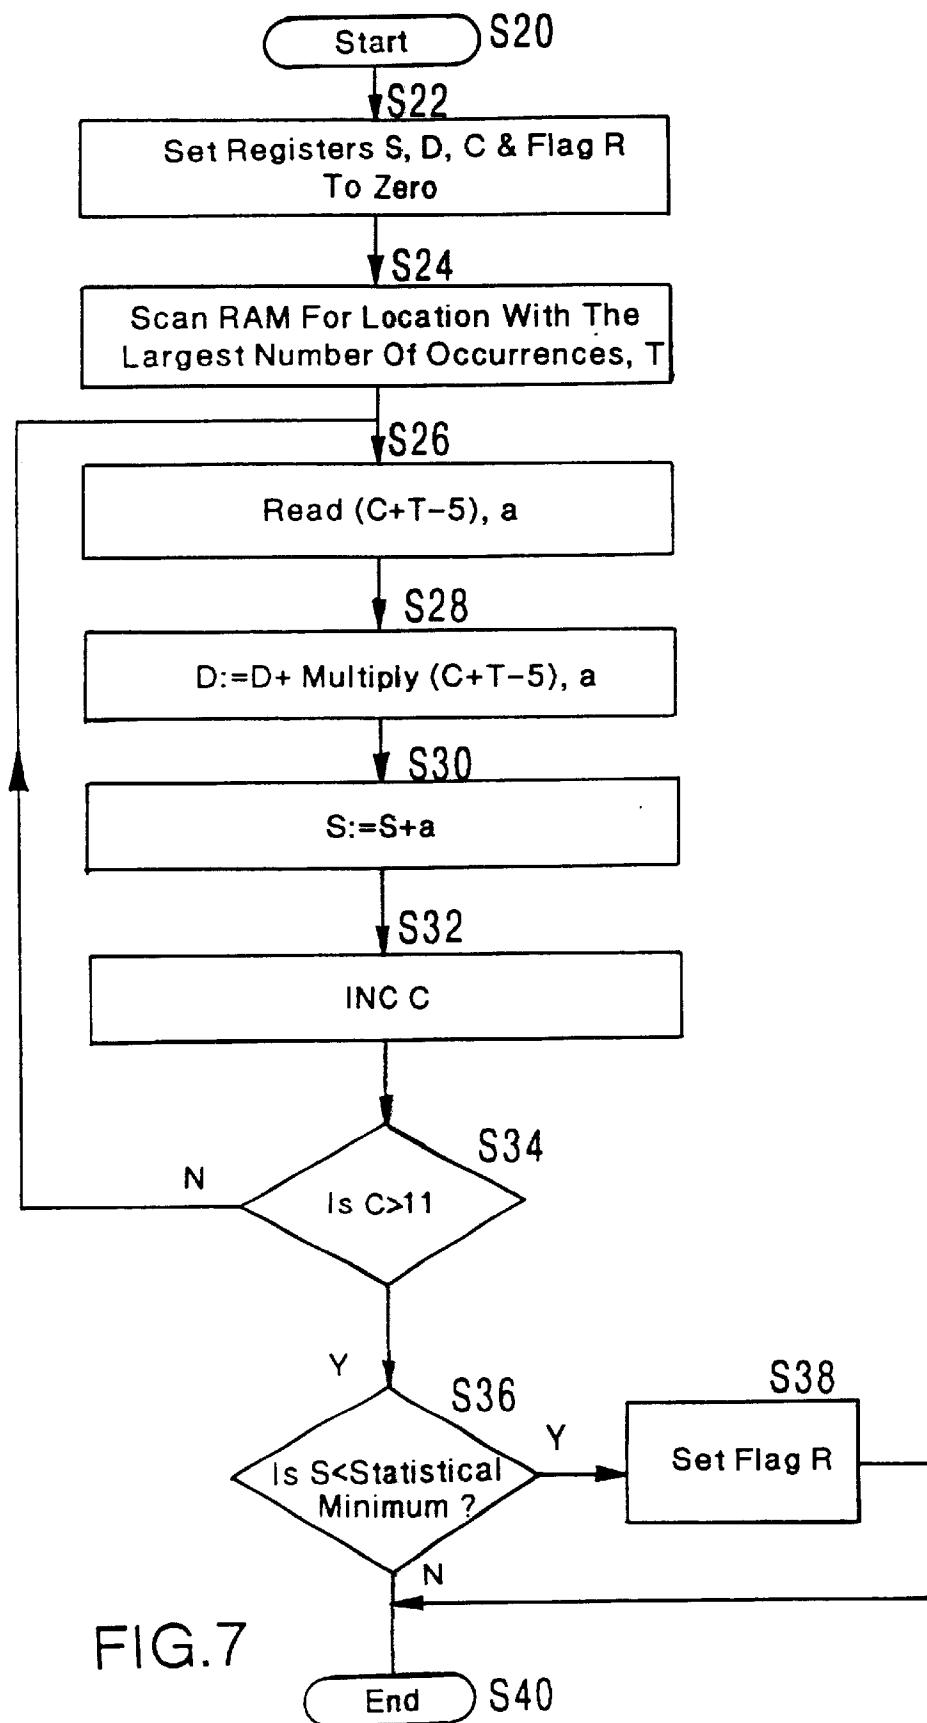 Start
S20
S22
Set Registers S, D, C & Flag R
To Zero
S24
Scan RAM For Location With The
Largest Number Of Occurrences, T
S26
Read (C+T-5), a
S28
D:=D+ Multiply (C+T-5), a
S30
S:=S+a
S32
INC C
S34
N
Is C>11
Y
S36
S38
Is S<Statistical
Minimum ?
Y
Set Flag R
N
FIG.7
End
S40